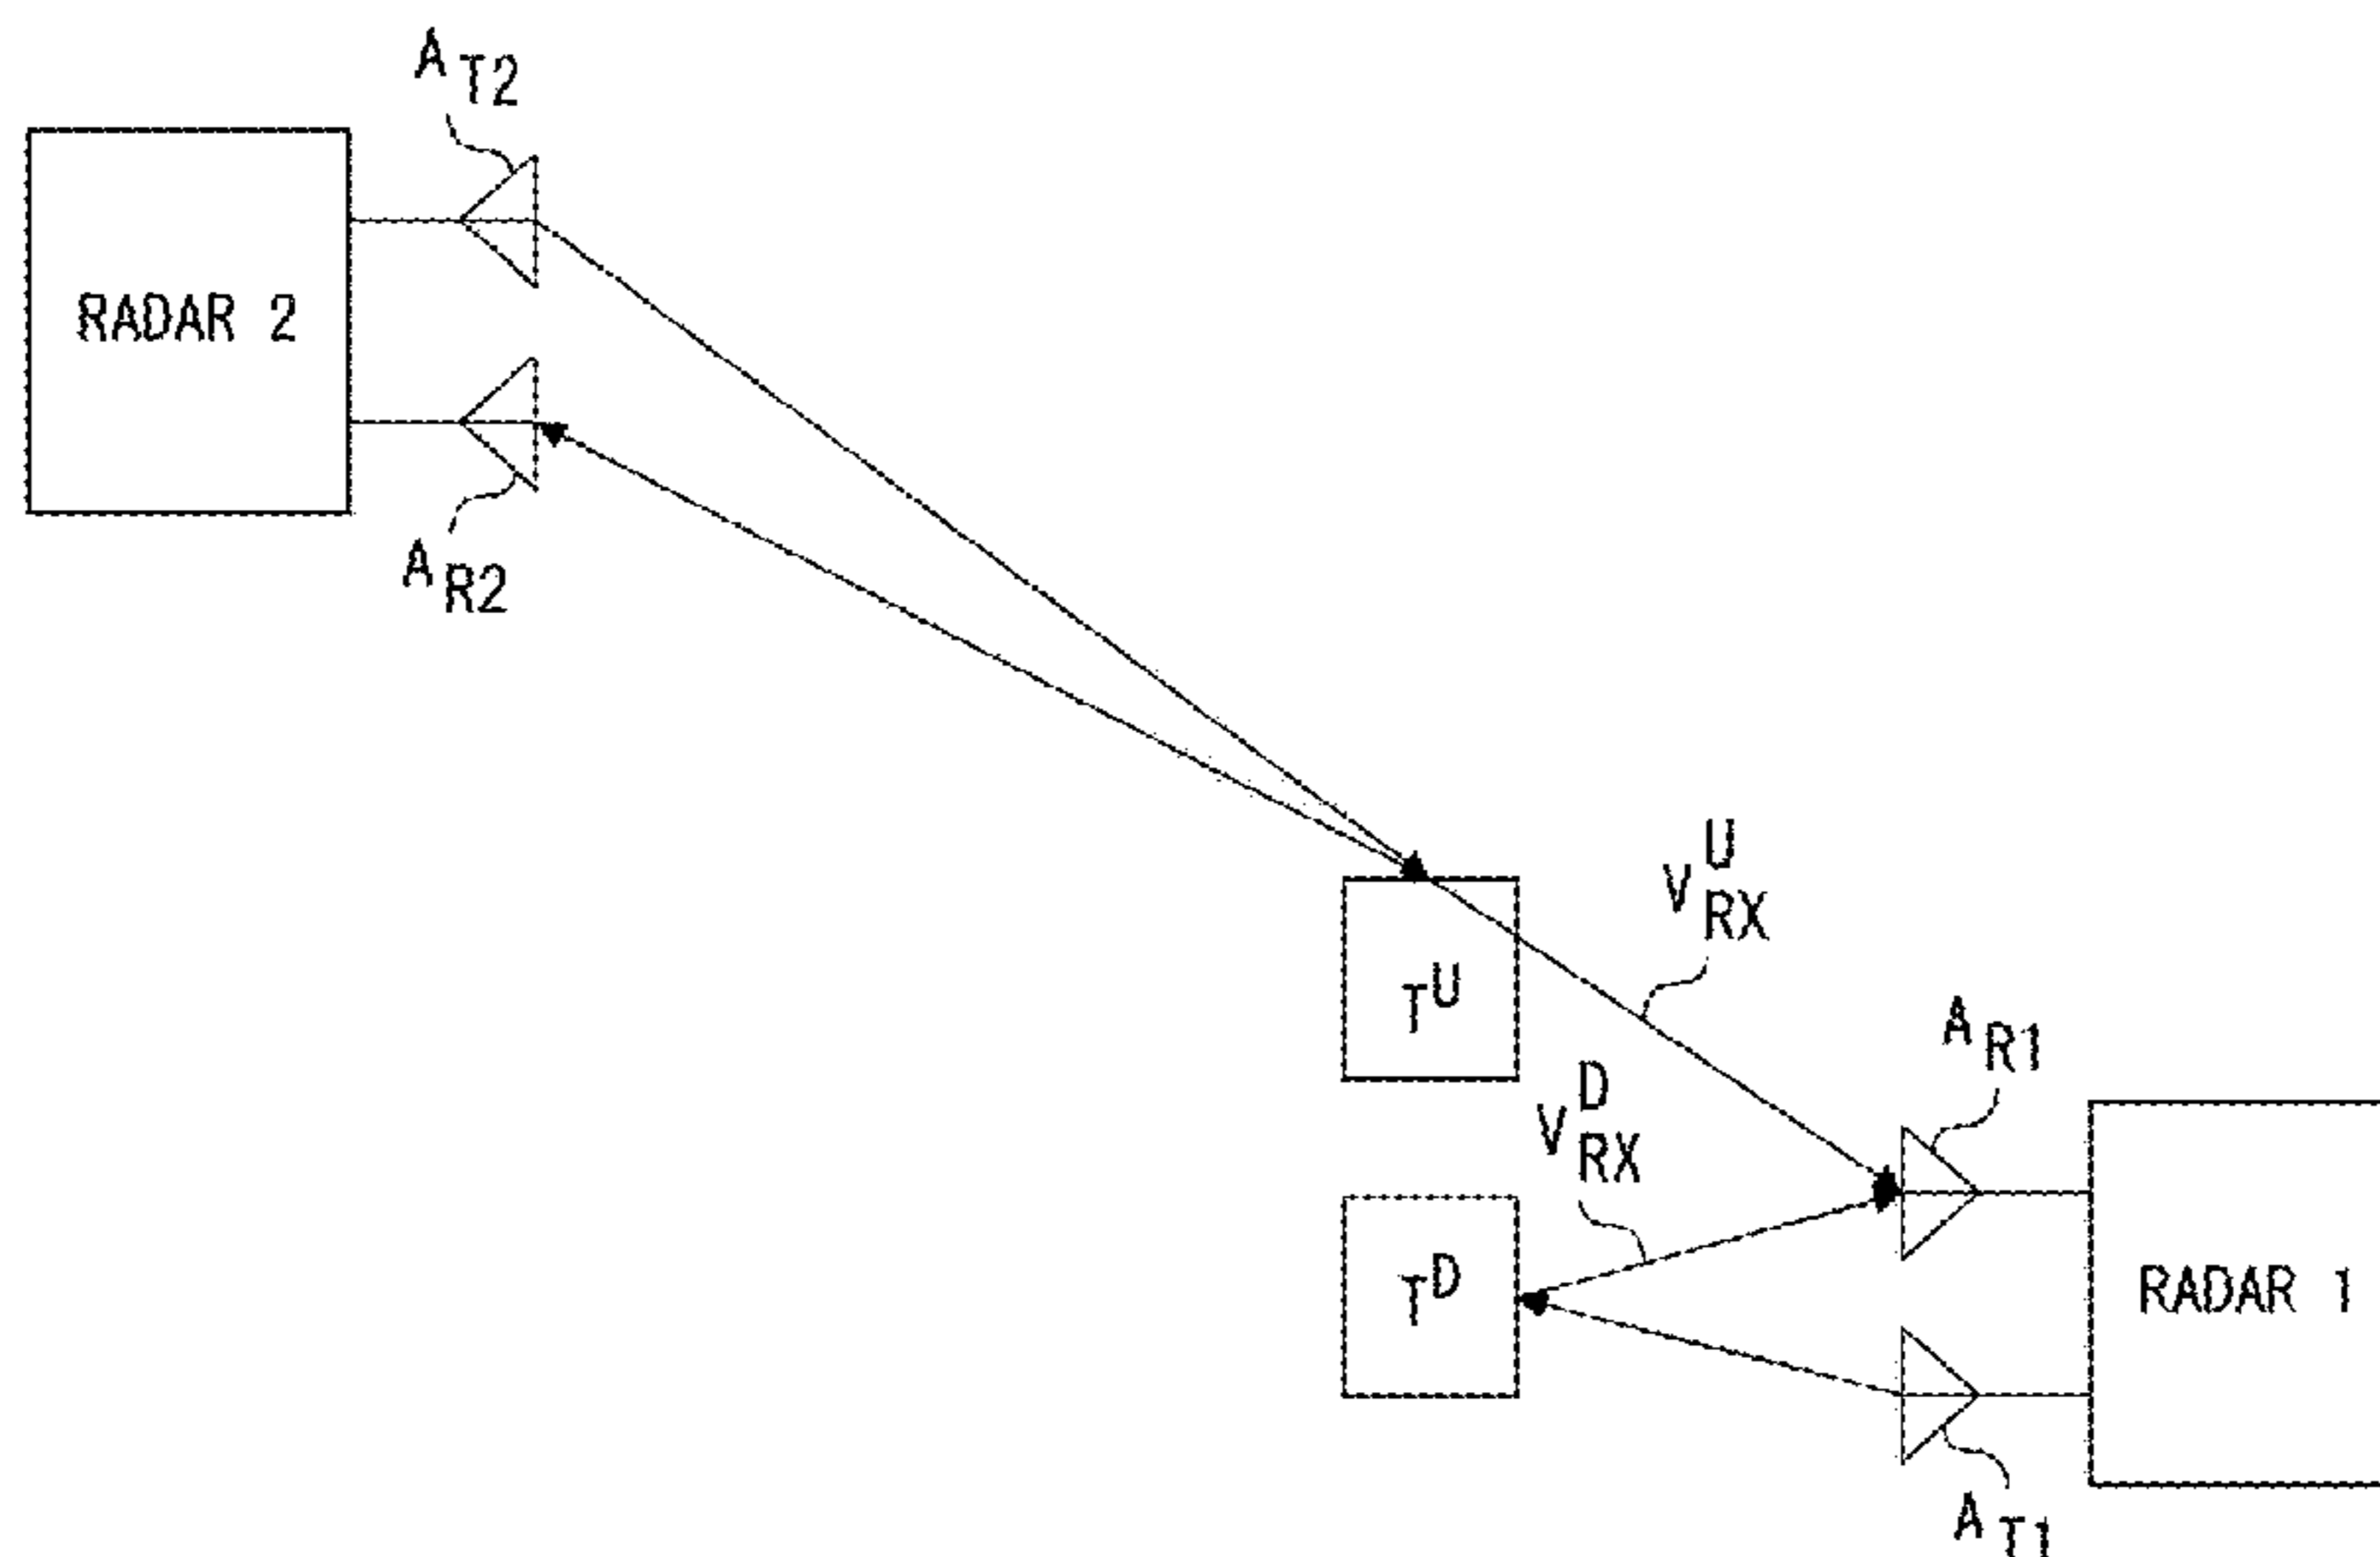 A T2
RADAR 2
A R2
V U RX
T U
A R1
V D RX
T D
RADAR 1
A T1